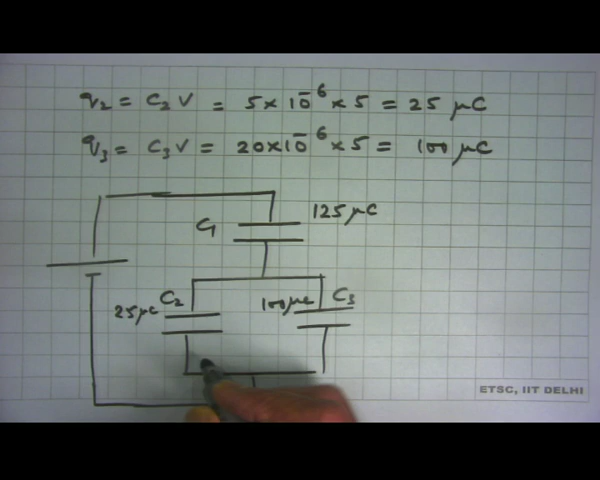 q₂ = C₂V = 5×10⁻⁶×5 = 25 μC
q₃ = C₃V = 20×10⁻⁶×5 = 100 μC
C₁ 125 μC
25μC C₂ 100μC C₃
ETSC, IIT DELHI